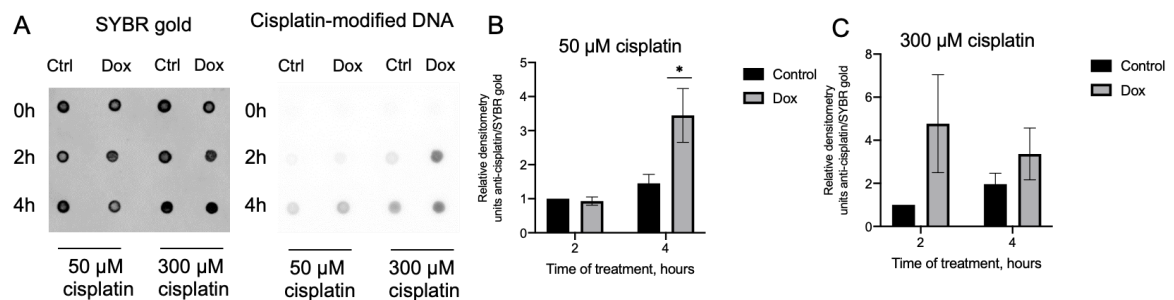 A
SYBR gold
Cisplatin-modified DNA
Ctrl Dox Ctrl Dox
Ctrl Dox Ctrl Dox
0h
2h
4h
0h
2h
4h
50 µM
cisplatin
300 µM
cisplatin
50 µM
cisplatin
300 µM
cisplatin
B
50 µM cisplatin
Relative densitometry
units anti-cisplatin/SYBR gold
5
4
3
2
1
0
*
2 4
Time of treatment, hours
Control
Dox
C
300 µM cisplatin
Relative densitometry
units anti-cisplatin/SYBR gold
8
6
4
2
0
2 4
Time of treatment, hours
Control
Dox